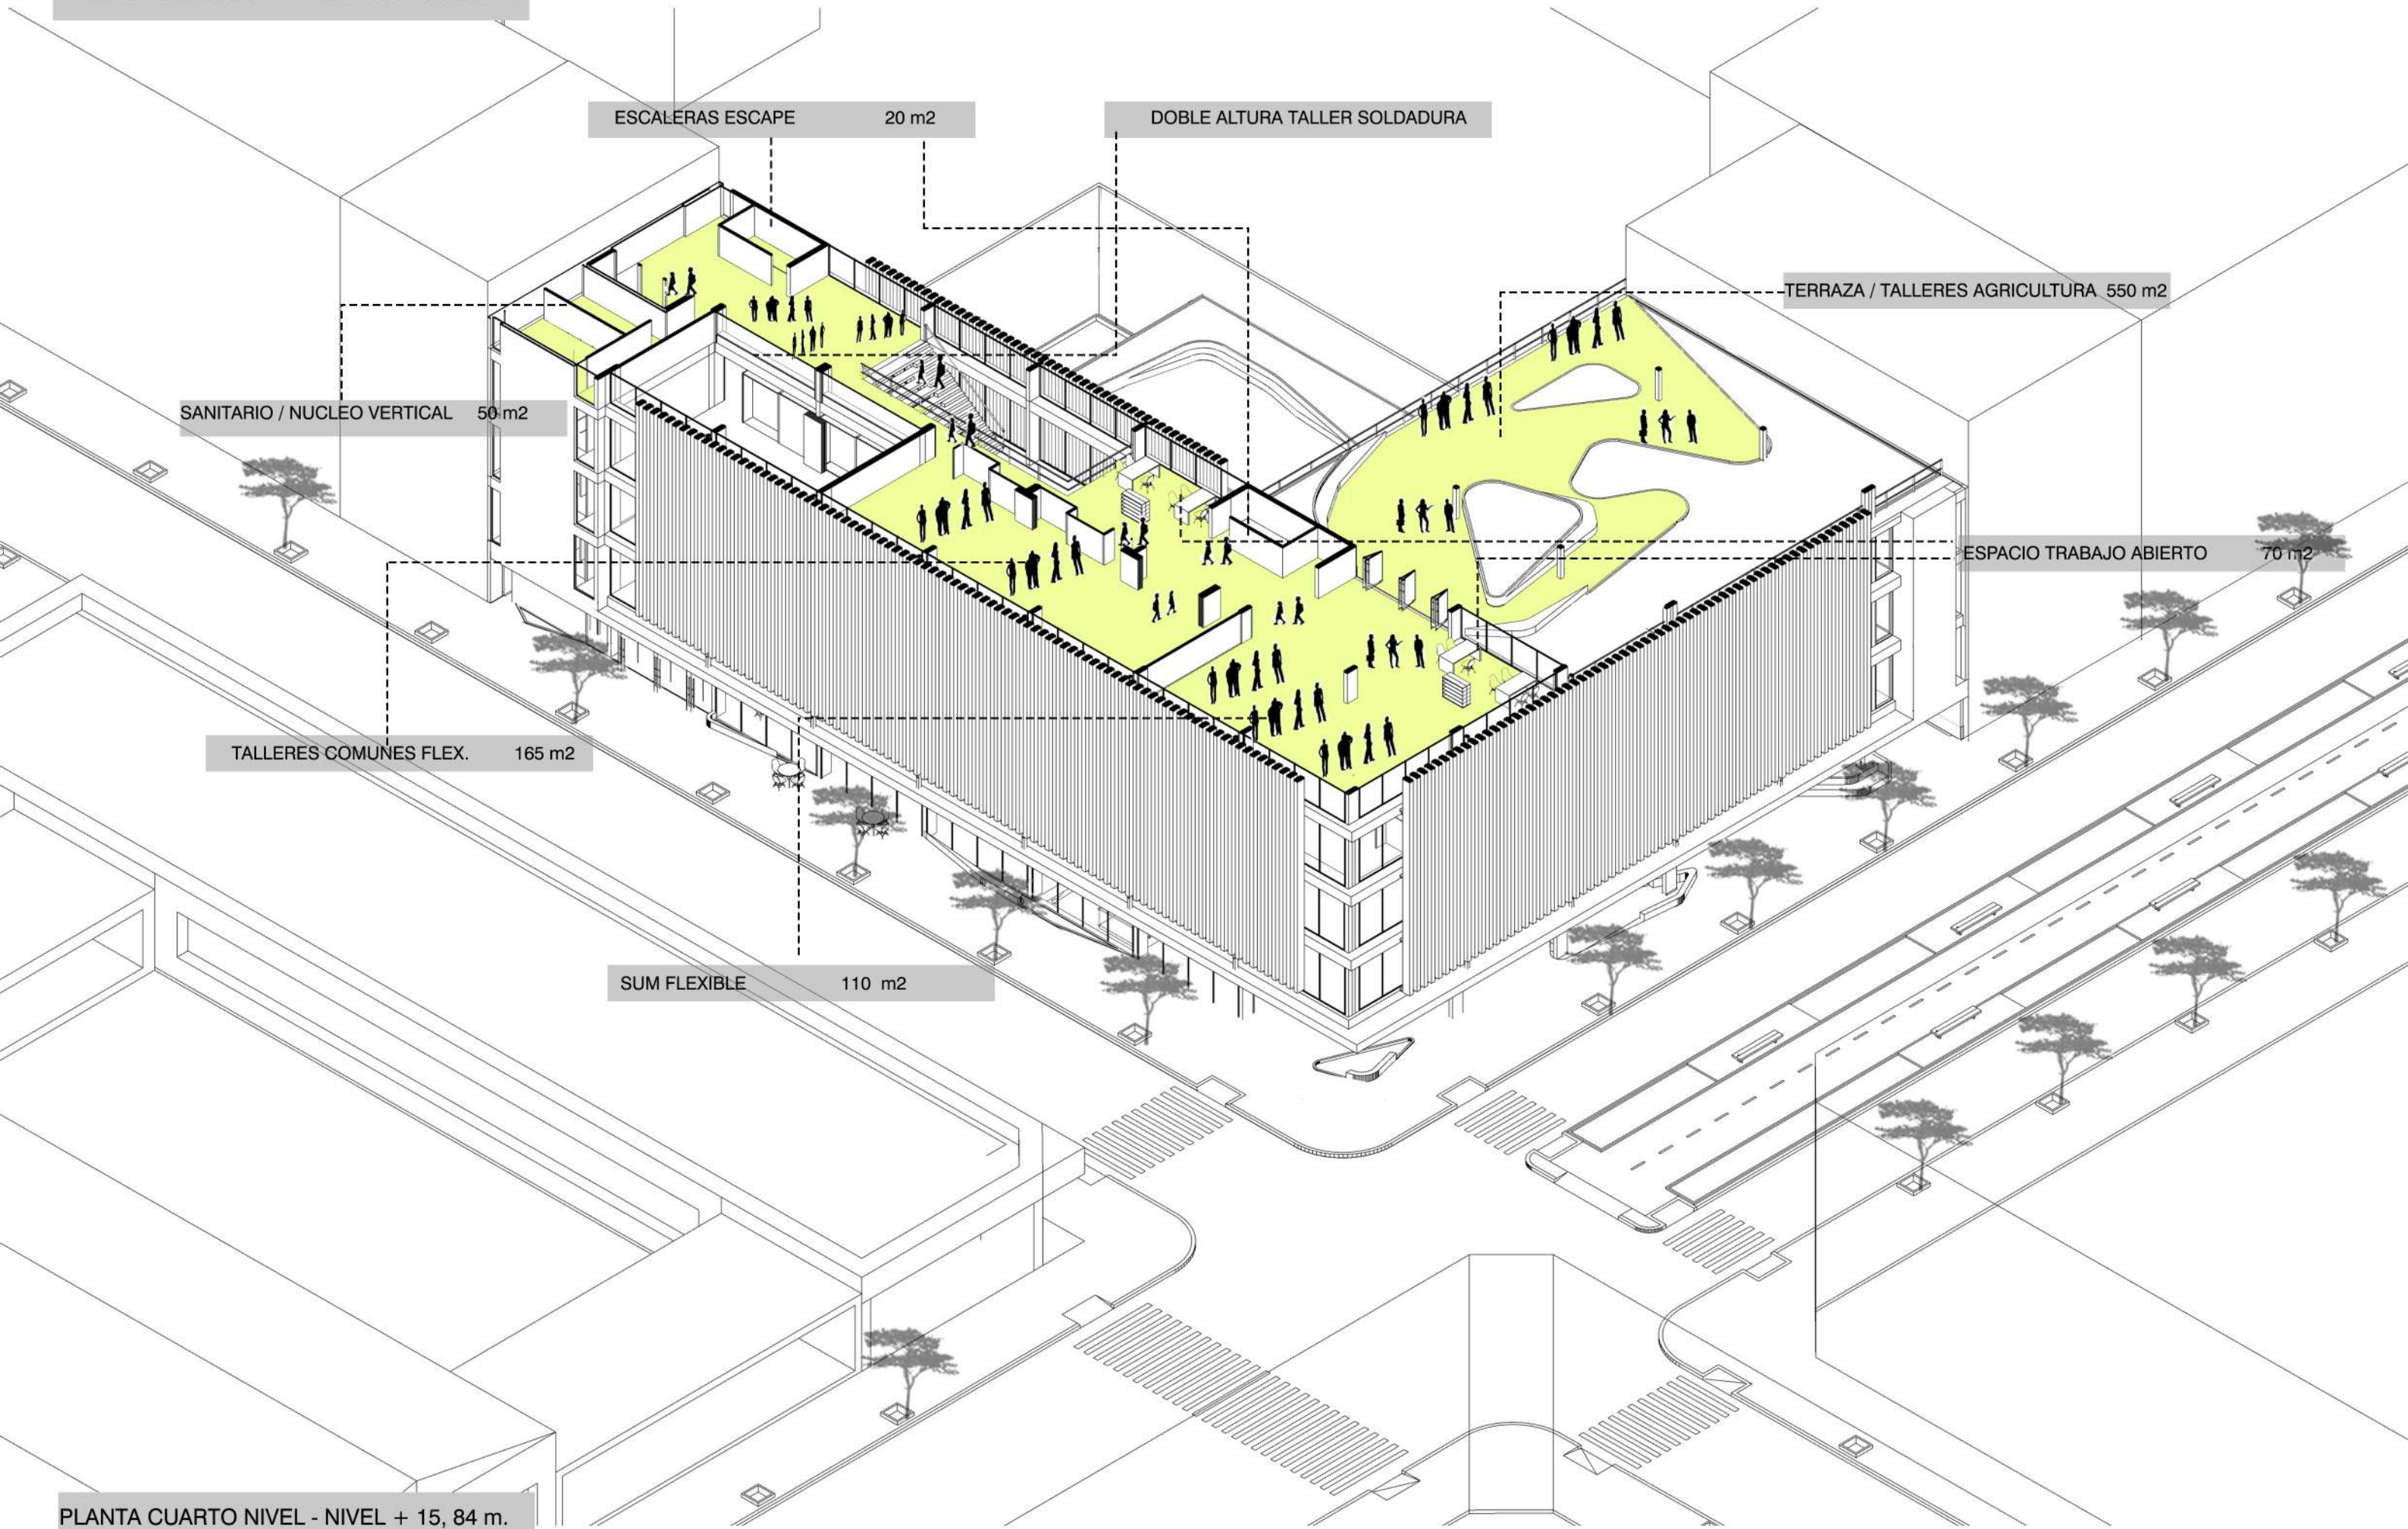 ESCALERAS ESCAPE 20 m2
DOBLE ALTURA TALLER SOLDADURA
TERRAZA / TALLERES AGRICULTURA 550 m2
SANITARIO / NUCLEO VERTICAL 50 m2
ESPACIO TRABAJO ABIERTO 70 m2
TALLERES COMUNES FLEX. 165 m2
SUM FLEXIBLE 110 m2
PLANTA CUARTO NIVEL - NIVEL + 15, 84 m.